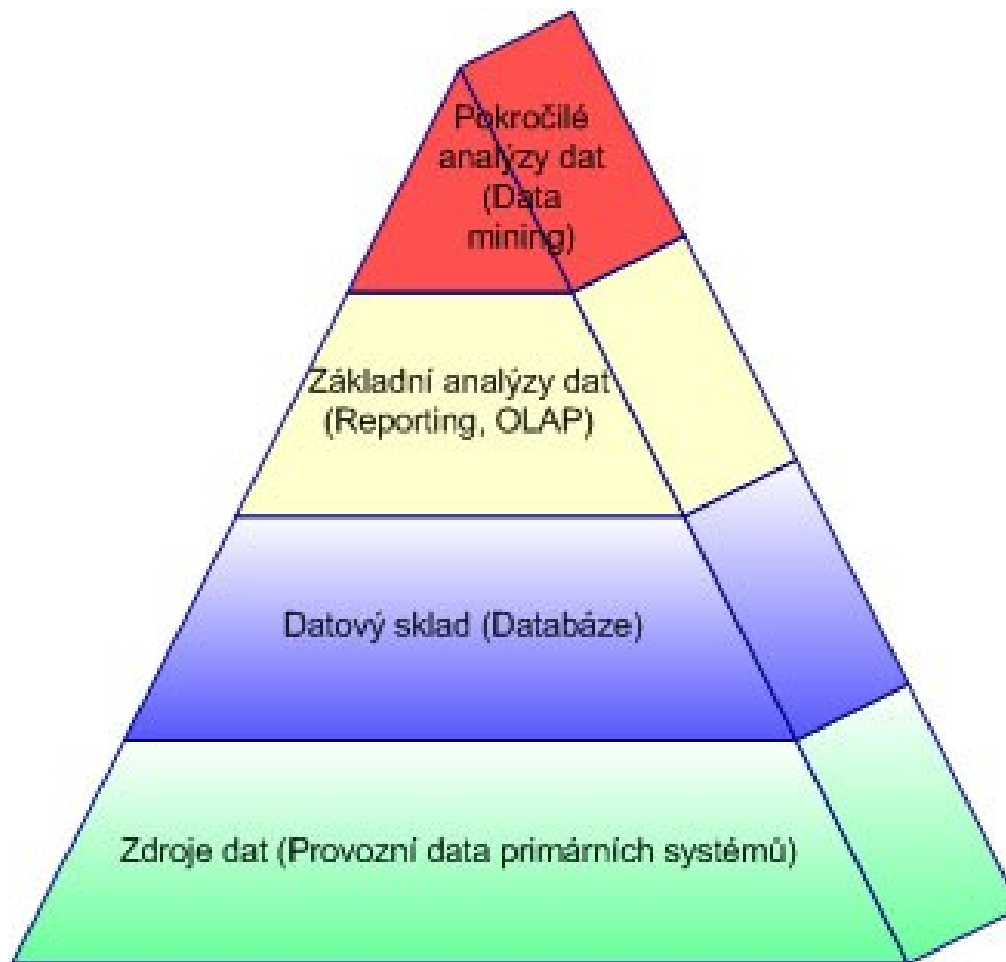 Pokročilé
analýzy dat
(Data
mining)
Základní analýzy dat
(Reporting, OLAP)
Datový sklad (Databáze)
Zdroje dat (Provozní data primárních systémů)